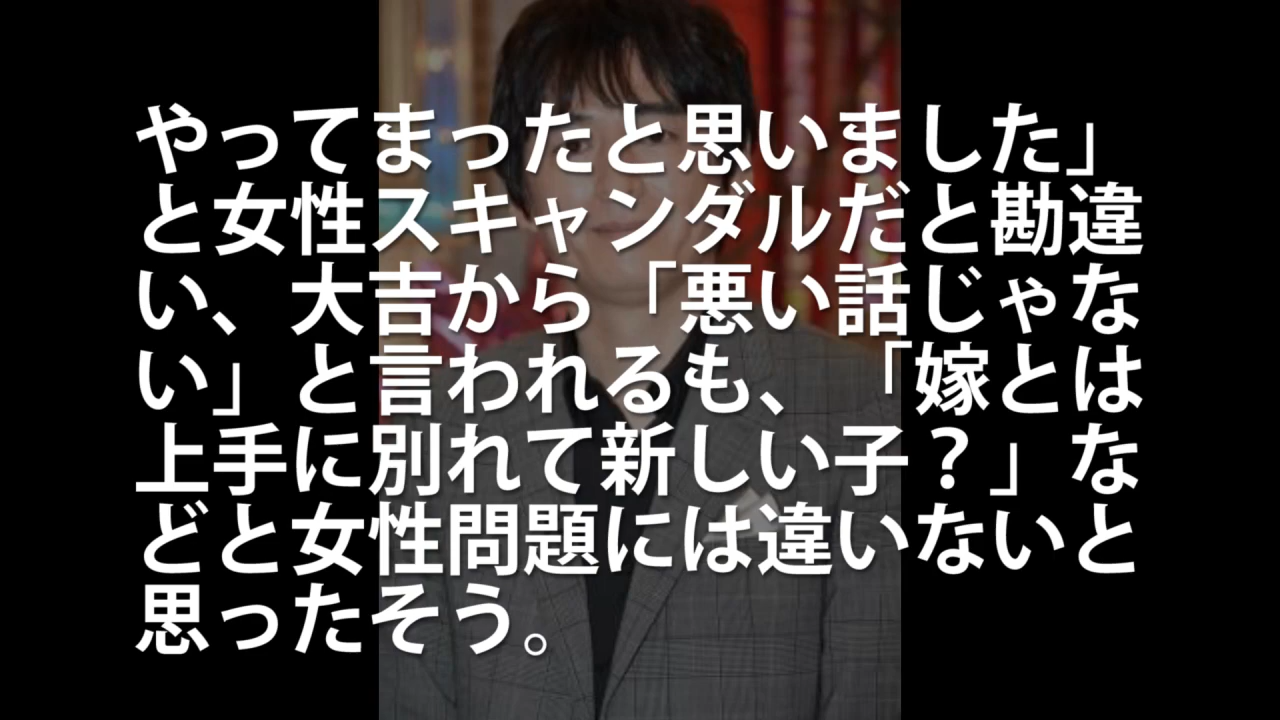 やってまったと思いました」
と女性スキャンダルだと勘違
い、大吉から「悪い話じゃな
い」と言われるも、「嫁とは
上手に別れて新しい子？」な
どと女性問題には違いないと
思ったそう。